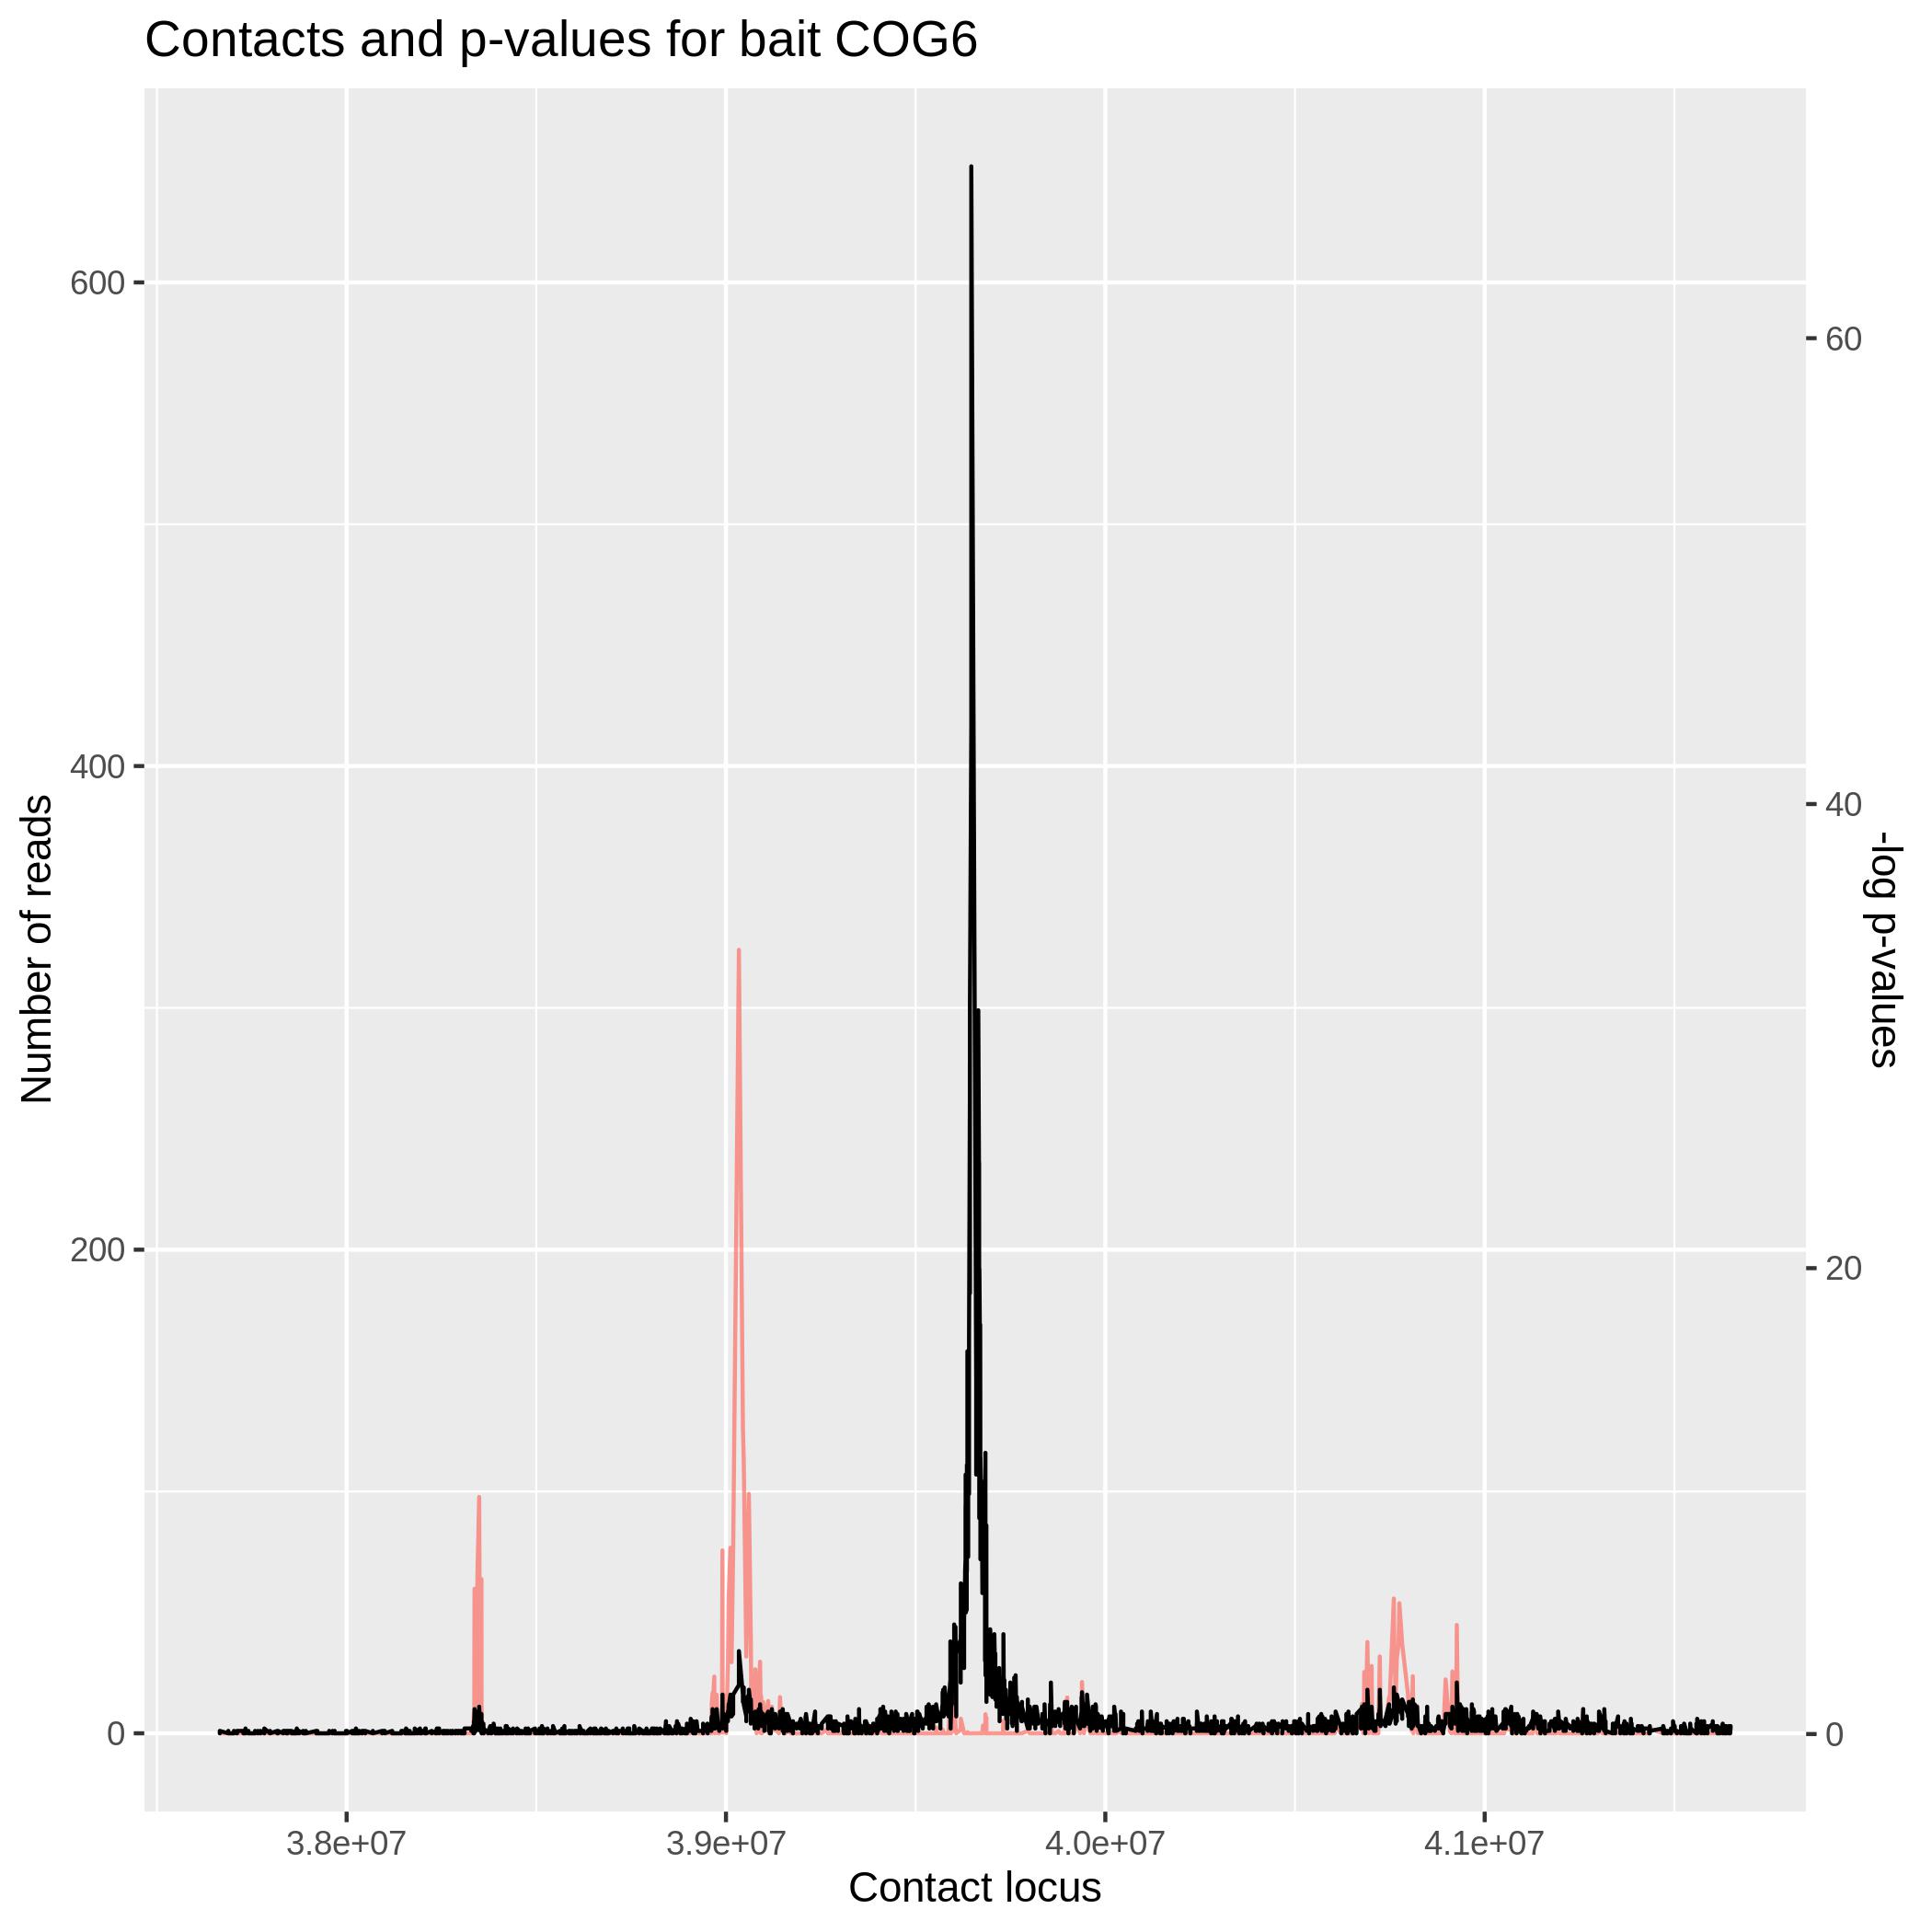 Contacts and p-values for bait COG6
600
400
200
0
Number of reads
60
40
20
0
-log p-values
3.8e+07
3.9e+07
4.0e+07
4.1e+07
Contact locus